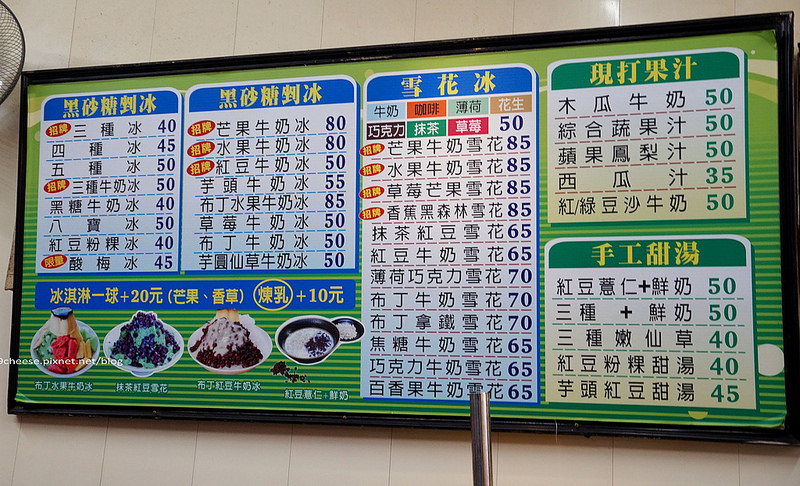 黑砂糖剉冰
招牌 三種冰 40
四種冰 45
五種冰 50
招牌 三種牛奶冰 50
黑糖牛奶冰 40
八寶冰 50
紅豆粉粿冰 40
限量 酸梅冰 45
黑砂糖剉冰
招牌 芒果牛奶冰 80
招牌 水果牛奶冰 80
招牌 紅豆牛奶冰 50
芋頭牛奶冰 55
布丁水果牛奶冰 85
草莓牛奶冰 50
布丁牛奶冰 50
芋圓仙草牛奶冰 50
冰淇淋一球+20元(芒果、香草) 煉乳 +10元
布丁水果牛奶冰
抹茶紅豆雪花
布丁紅豆牛奶冰
紅豆薏仁+鮮奶
雪花冰
牛奶 咖啡 薄荷 花生
巧克力 抹茶 草莓 50
招牌 芒果牛奶雪花 85
招牌 水果牛奶雪花 85
招牌 草莓芒果雪花 85
招牌 香蕉黑森林雪花 85
抹茶紅豆雪花 65
紅豆牛奶雪花 65
薄荷巧克力雪花 70
布丁牛奶雪花 70
布丁拿鐵雪花 70
焦糖牛奶雪花 65
巧克力牛奶雪花 65
百香果牛奶雪花 65
現打果汁
木瓜牛奶 50
綜合蔬果汁 50
蘋果鳳梨汁 50
西瓜汁 35
紅/綠豆沙牛奶 50
手工甜湯
紅豆薏仁+鮮奶 50
三種+鮮奶 50
三種嫩仙草 40
紅豆粉粿甜湯 40
芋頭紅豆甜湯 45
9cheese.pixnet.net/blog